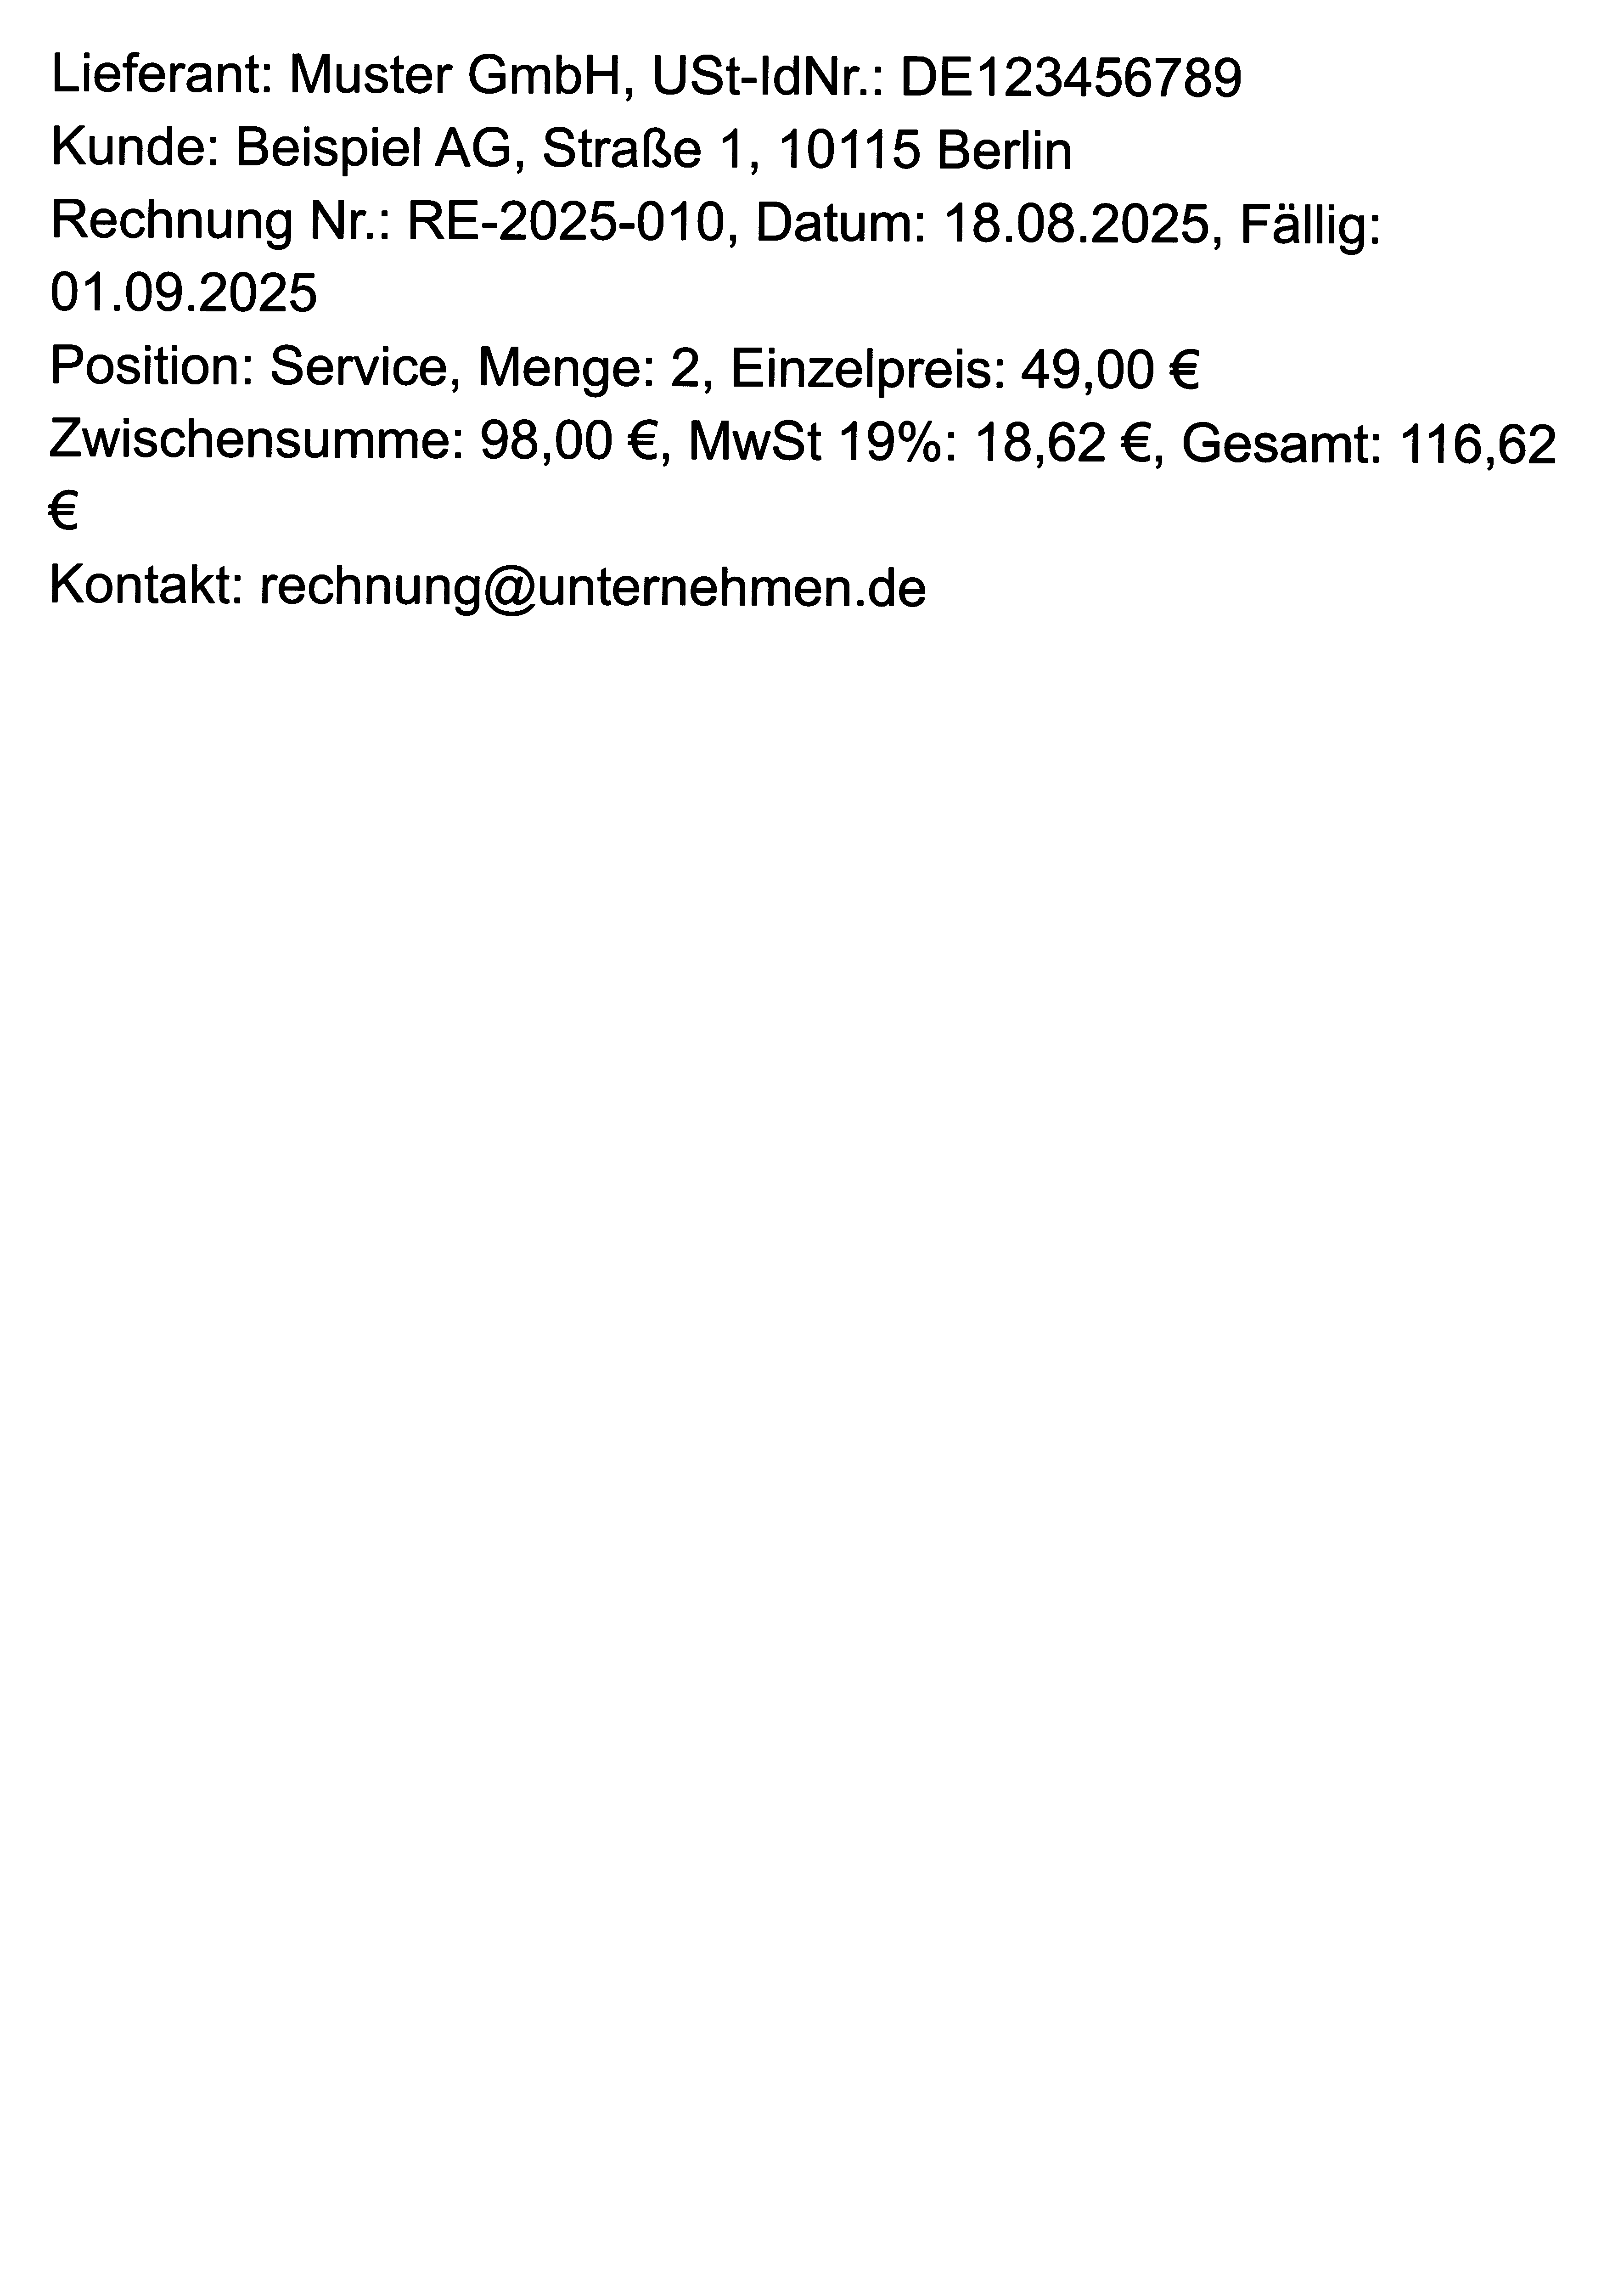 Lieferant: Muster GmbH, USt-IdNr.: DE123456789
Kunde: Beispiel AG, Straße 1, 10115 Berlin
Rechnung Nr.: RE-2025-010, Datum: 18.08.2025, Fällig:
01.09.2025
Position: Service, Menge: 2, Einzelpreis: 49,00 €
Zwischensumme: 98,00 €, MwSt 19%: 18,62 €, Gesamt: 116,62
€
Kontakt: rechnung@unternehmen.de